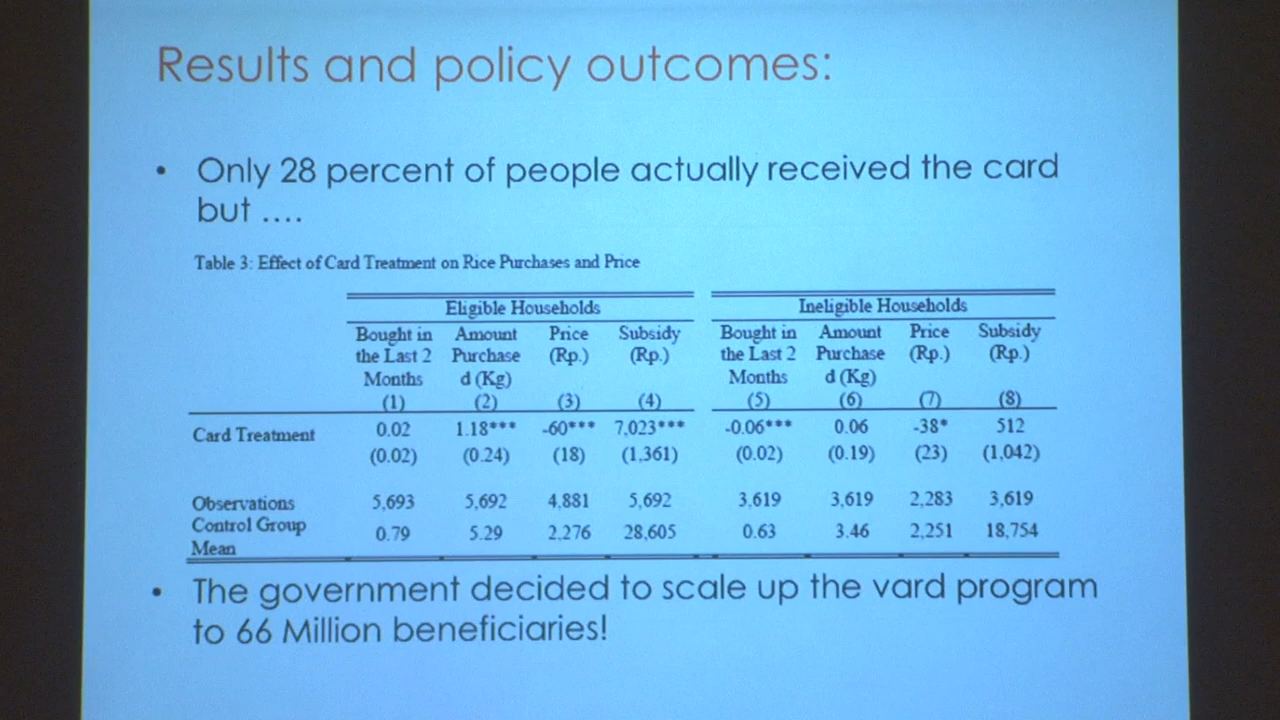 Results and policy outcomes:
• Only 28 percent of people actually received the card
but ....
Table 3: Effect of Card Treatment on Rice Purchases and Price
Eligible Households Ineligible Households
Bought in Amount Price Subsidy Bought in Amount Price Subsidy
the Last 2 Purchase (Rp.) (Rp.) the Last 2 Purchase (Rp.) (Rp.)
Months d (Kg) Months d (Kg)
(1) (2) (3) (4) (5) (6) (7) (8)
Card Treatment 0.02 1.18*** -60*** 7,023*** -0.06*** 0.06 -38* 512
(0.02) (0.24) (18) (1,361) (0.02) (0.19) (23) (1,042)
Observations 5,693 5,692 4,881 5,692 3,619 3,619 2,283 3,619
Control Group 0.79 5.29 2,276 28,605 0.63 3.46 2,251 18,754
Mean
• The government decided to scale up the vard program
to 66 Million beneficiaries!